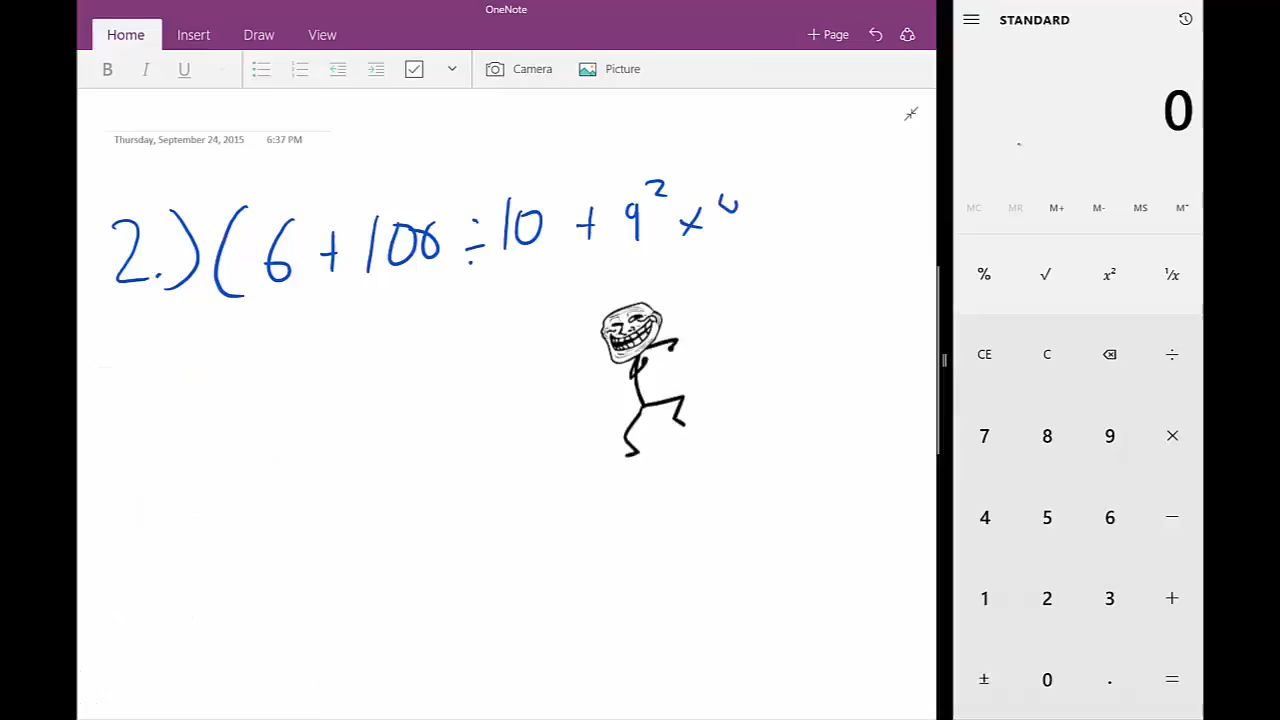 OneNote
Home Insert Draw View + Page
B I U Camera Picture
Thursday, September 24, 2015 6:37 PM
2.) (6 + 100 ÷ 10 + 9² x
STANDARD
0
MC MR M+ M- MS M˅
% √ x² ¹/x
CE C ÷
7 8 9 ×
4 5 6 −
1 2 3 +
± 0 . =